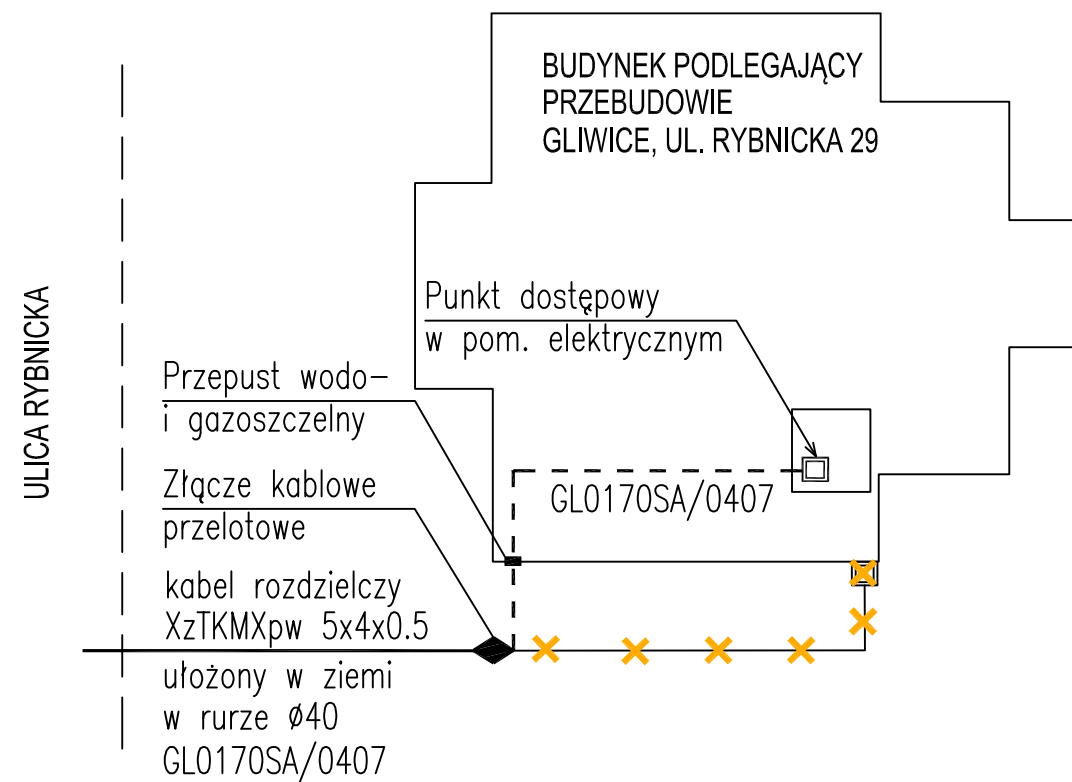 BUDYNEK PODLEGAJĄCY
PRZEBUDOWIE
GLIWICE, UL. RYBNICKA 29
ULICA RYBNICKA
Punkt dostępowy
w pom. elektrycznym
Przepust wodo-
i gazoszczelny
Złącze kablowe
przelotowe
GL0170SA/0407
kabel rozdzielczy
XzTKMXpw 5x4x0.5
ułożony w ziemi
w rurze Ø40
GL0170SA/0407